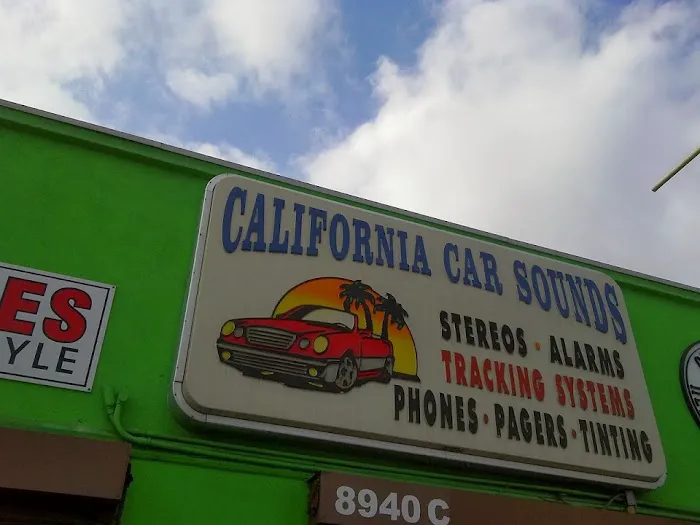 CALIFORNIA CAR SOUNDS
STEREOS • ALARMS
TRACKING SYSTEMS
PHONES • PAGERS • TINTING
ES
YLE
8940 C